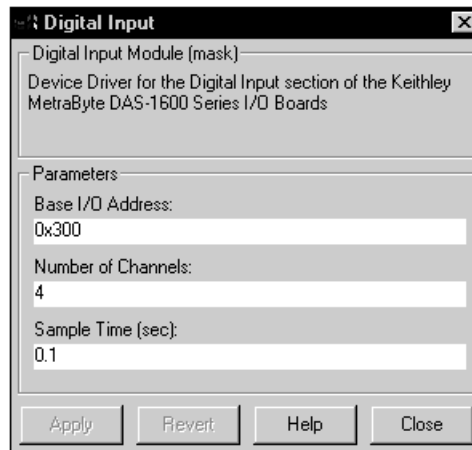 Digital Input
Digital Input Module (mask)
Device Driver for the Digital Input section of the Keithley
MetraByte DAS-1600 Series I/O Boards
Parameters
Base I/O Address:
0x300
Number of Channels:
4
Sample Time (sec):
0.1
Apply Revert Help Close